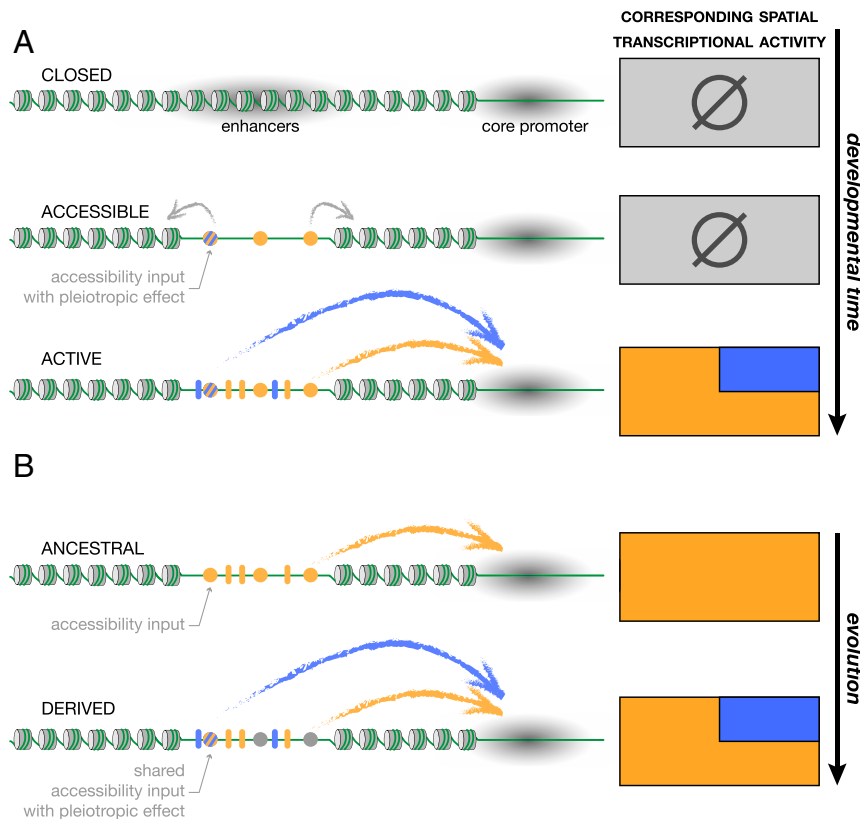 A
CORRESPONDING SPATIAL
TRANSCRIPTIONAL ACTIVITY
CLOSED
enhancers
core promoter
developmental time
ACCESSIBLE
accessibility input
with pleiotropic effect
ACTIVE
B
ANCESTRAL
accessibility input
evolution
DERIVED
shared
accessibility input
with pleiotropic effect